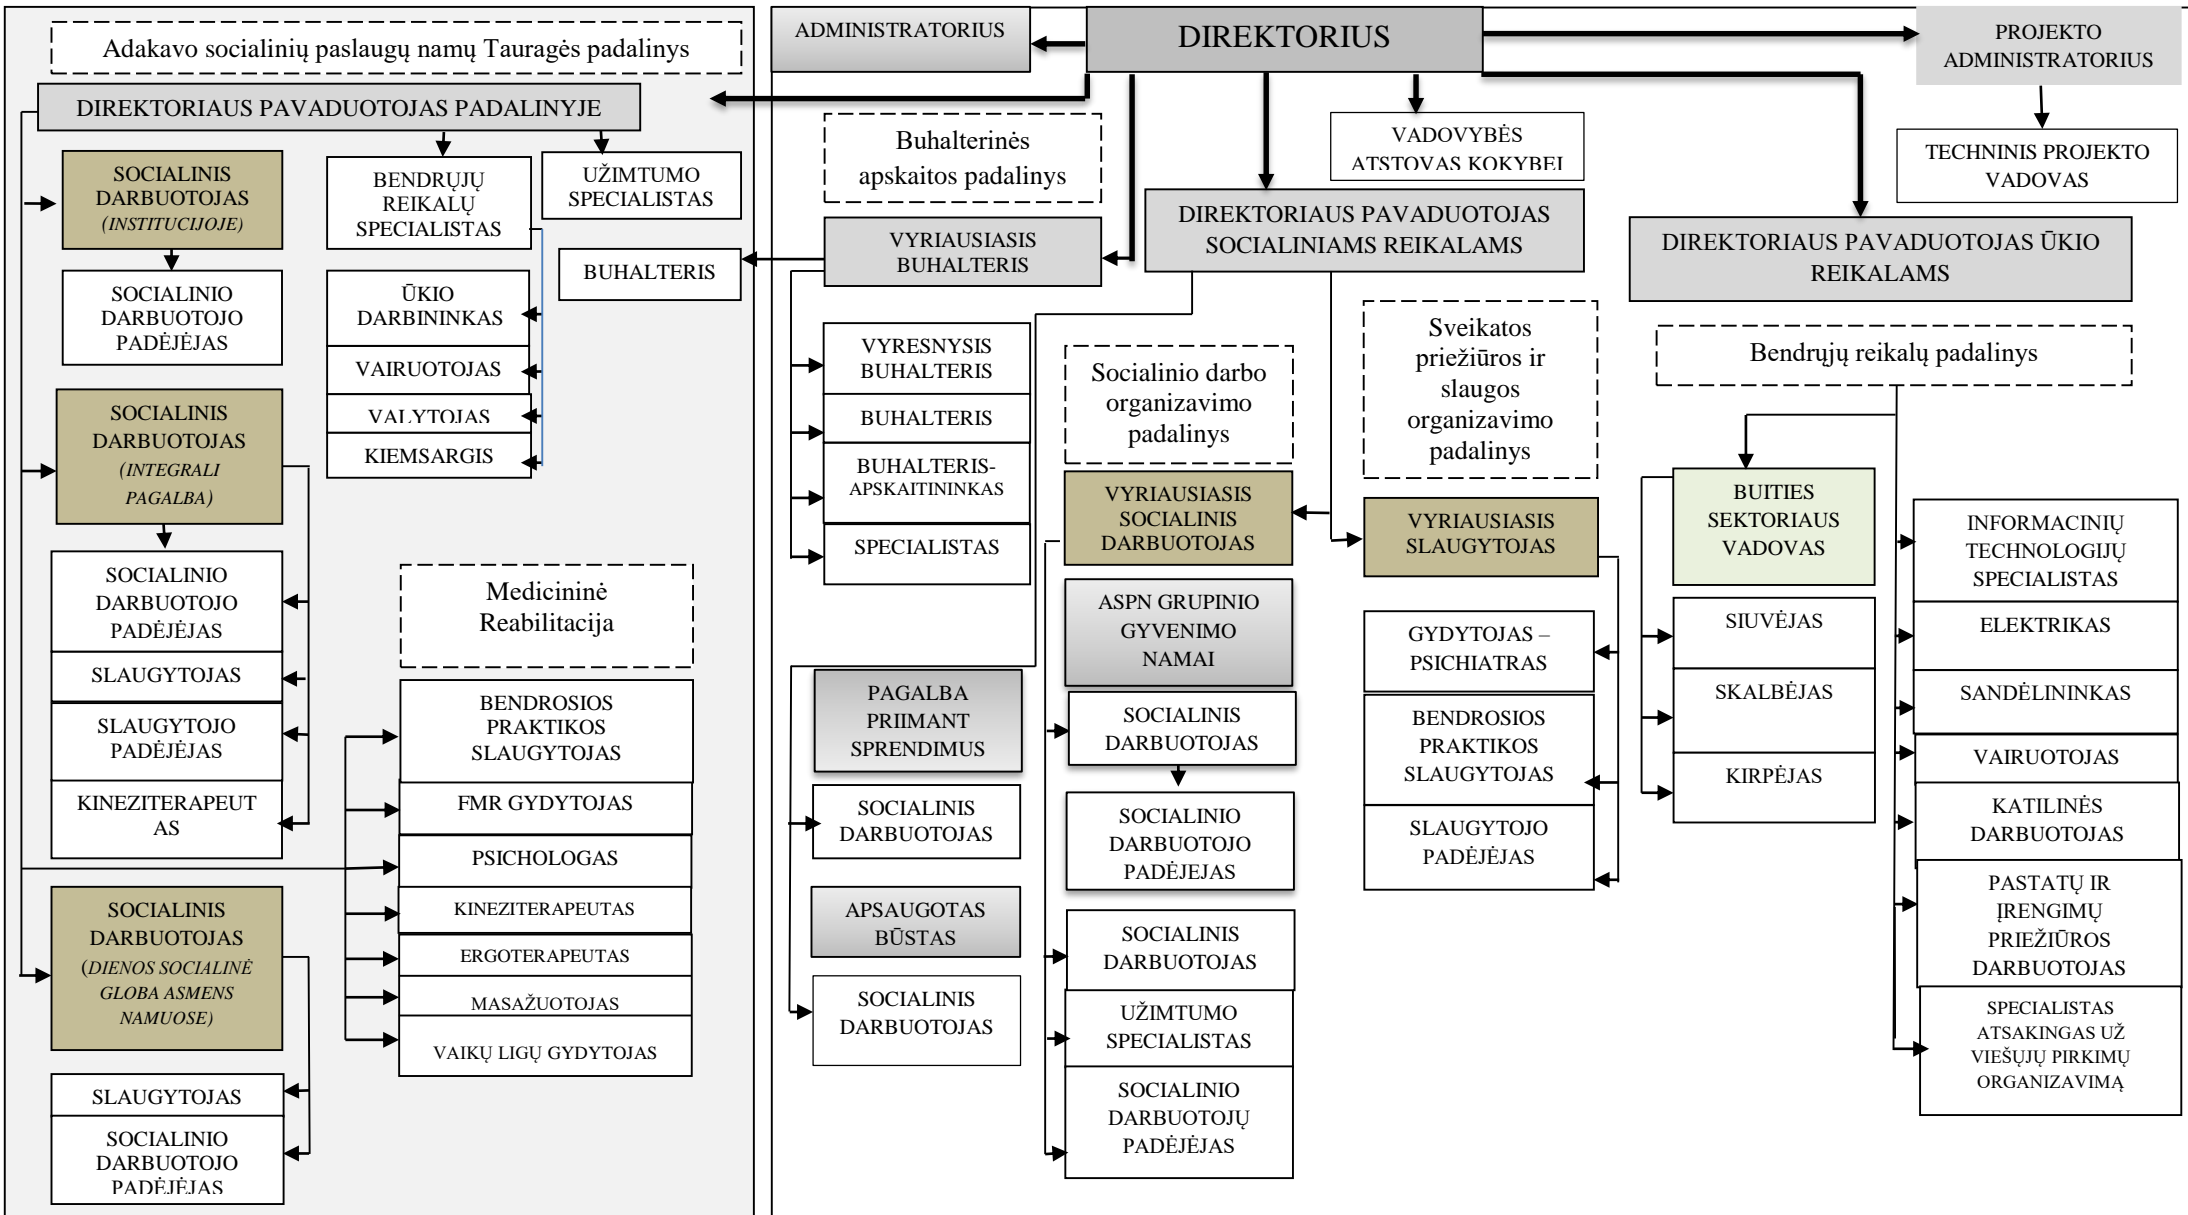 Adakavo socialinių paslaugų namų Tauragės padalinys
DIREKTORIAUS PAVADUOTOJAS PADALINYJE
SOCIALINIS
DARBUOTOJAS
(INSTITUCIJOJE)
SOCIALINIO
DARBUOTOJO
PADĖJĖJAS
BENDRŲJŲ
REIKALŲ
SPECIALISTAS
UŽIMTUMO
SPECIALISTAS
BUHALTERIS
ŪKIO
DARBININKAS
VAIRUOTOJAS
VALYTOJAS
KIEMSARGIS
SOCIALINIS
DARBUOTOJAS
(INTEGRALI
PAGALBA)
SOCIALINIO
DARBUOTOJO
PADĖJĖJAS
SLAUGYTOJAS
SLAUGYTOJO
PADĖJĖJAS
KINEZITERAPEUT
AS
SOCIALINIS
DARBUOTOJAS
(DIENOS SOCIALINĖ
GLOBA ASMENS
NAMUOSE)
SLAUGYTOJAS
SOCIALINIO
DARBUOTOJO
PADĖJĖJAS
Medicininė
Reabilitacija
BENDROSIOS
PRAKTIKOS
SLAUGYTOJAS
FMR GYDYTOJAS
PSICHOLOGAS
KINEZITERAPEUTAS
ERGOTERAPEUTAS
MASAŽUOTOJAS
VAIKŲ LIGŲ GYDYTOJAS
ADMINISTRATORIUS
DIREKTORIUS
PROJEKTO
ADMINISTRATORIUS
TECHNINIS PROJEKTO
VADOVAS
Buhalterinės
apskaitos padalinys
VADOVYBĖS
ATSTOVAS KOKYBEI
VYRIAUSIASIS
BUHALTERIS
VYRESNYSIS
BUHALTERIS
BUHALTERIS
BUHALTERIS-
APSKAITININKAS
SPECIALISTAS
DIREKTORIAUS PAVADUOTOJAS
SOCIALINIAMS REIKALAMS
PAGALBA
PRIIMANT
SPRENDIMUS
SOCIALINIS
DARBUOTOJAS
APSAUGOTAS
BŪSTAS
SOCIALINIS
DARBUOTOJAS
Socialinio darbo
organizavimo
padalinys
VYRIAUSIASIS
SOCIALINIS
DARBUOTOJAS
ASPN GRUPINIO
GYVENIMO
NAMAI
SOCIALINIS
DARBUOTOJAS
SOCIALINIO
DARBUOTOJO
PADĖJEJAS
SOCIALINIS
DARBUOTOJAS
UŽIMTUMO
SPECIALISTAS
SOCIALINIO
DARBUOTOJŲ
PADĖJĖJAS
Sveikatos
priežiūros ir
slaugos
organizavimo
padalinys
VYRIAUSIASIS
SLAUGYTOJAS
GYDYTOJAS –
PSICHIATRAS
BENDROSIOS
PRAKTIKOS
SLAUGYTOJAS
SLAUGYTOJO
PADĖJĖJAS
DIREKTORIAUS PAVADUOTOJAS ŪKIO
REIKALAMS
Bendrųjų reikalų padalinys
BUITIES
SEKTORIAUS
VADOVAS
SIUVĖJAS
SKALBĖJAS
KIRPĖJAS
INFORMACINIŲ
TECHNOLOGIJŲ
SPECIALISTAS
ELEKTRIKAS
SANDĖLININKAS
VAIRUOTOJAS
KATILINĖS
DARBUOTOJAS
PASTATŲ IR
ĮRENGIMŲ
PRIEŽIŪROS
DARBUOTOJAS
SPECIALISTAS
ATSAKINGAS UŽ
VIEŠŲJŲ PIRKIMŲ
ORGANIZAVIMĄ